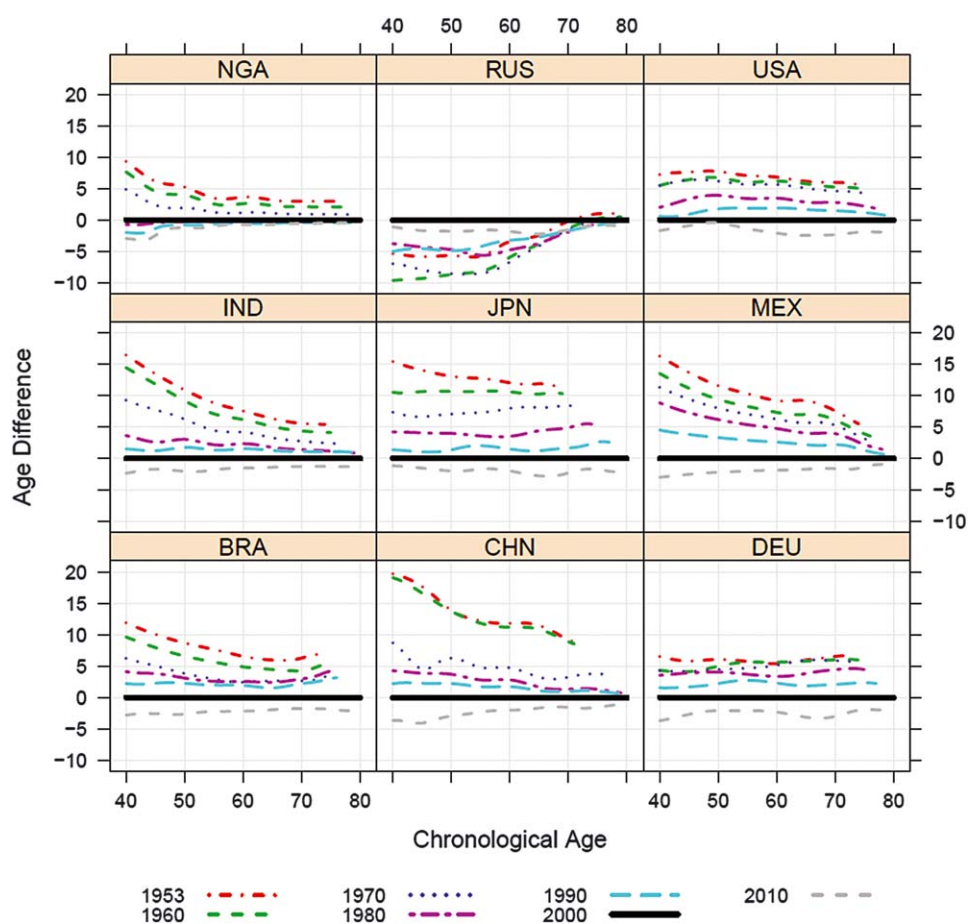 40 50 60 70 80
NGA RUS USA
20
15
10
5
0
−5
−10
IND JPN MEX
20
15
10
5
0
−5
−10
Age Difference
BRA CHN DEU
20
15
10
5
0
−5
−10
40 50 60 70 80 40 50 60 70 80
Chronological Age
1953 1970 1990 2010
1960 1980 2000